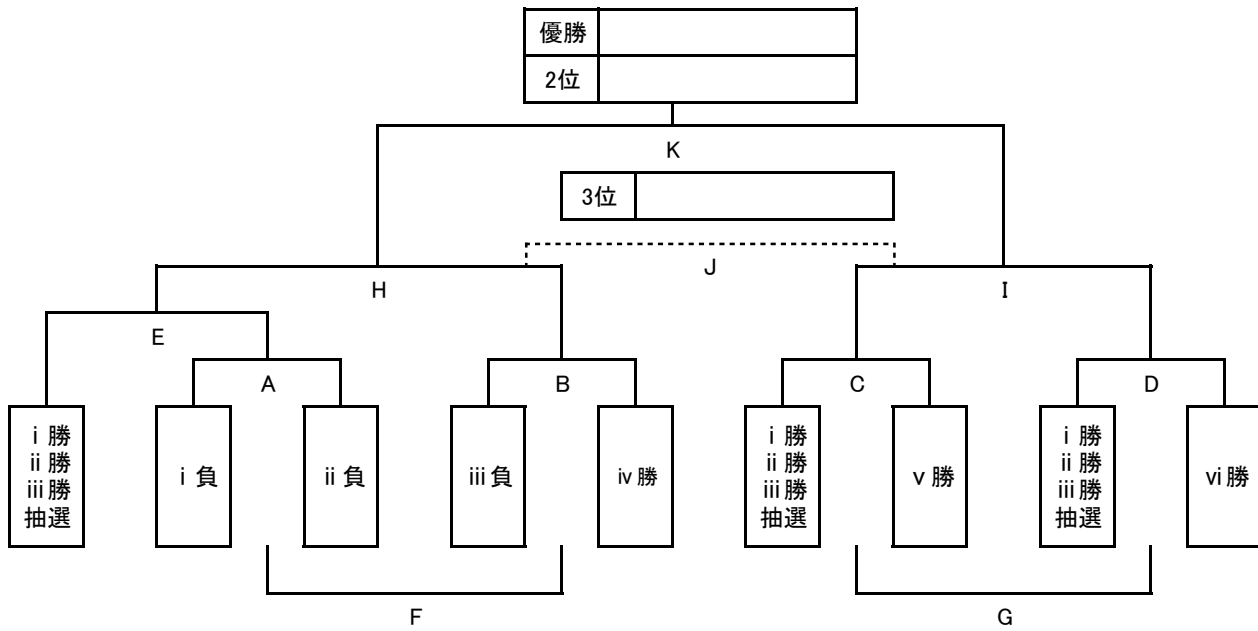 優勝
2位
K
3位
J
H
I
E
A
B
C
D
i 勝
ii 勝
iii 勝
抽選
i 負
ii 負
iii 負
iv 勝
i 勝
ii 勝
iii 勝
抽選
v 勝
i 勝
ii 勝
iii 勝
抽選
vi 勝
F
G